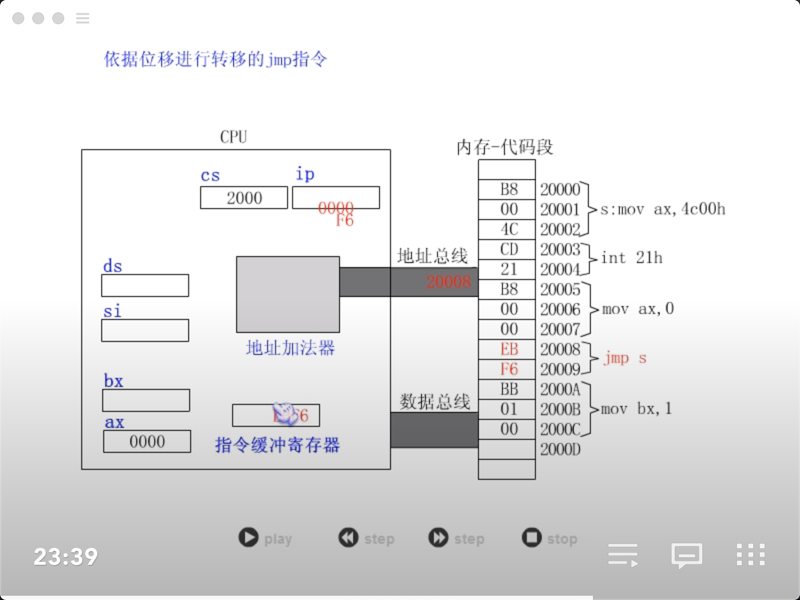 依据位移进行转移的jmp指令
CPU
内存-代码段
cs
ip
2000
0000
F6
B8 20000
00 20001
4C 20002
s:mov ax,4c00h
CD 20003
21 20004
int 21h
B8 20005
00 20006
00 20007
mov ax,0
EB 20008
F6 20009
jmp s
BB 2000A
01 2000B
00 2000C
mov bx,1
2000D
地址总线
20008
ds
si
地址加法器
bx
ax
0000
F6
指令缓冲寄存器
数据总线
play
step
step
stop
23:39